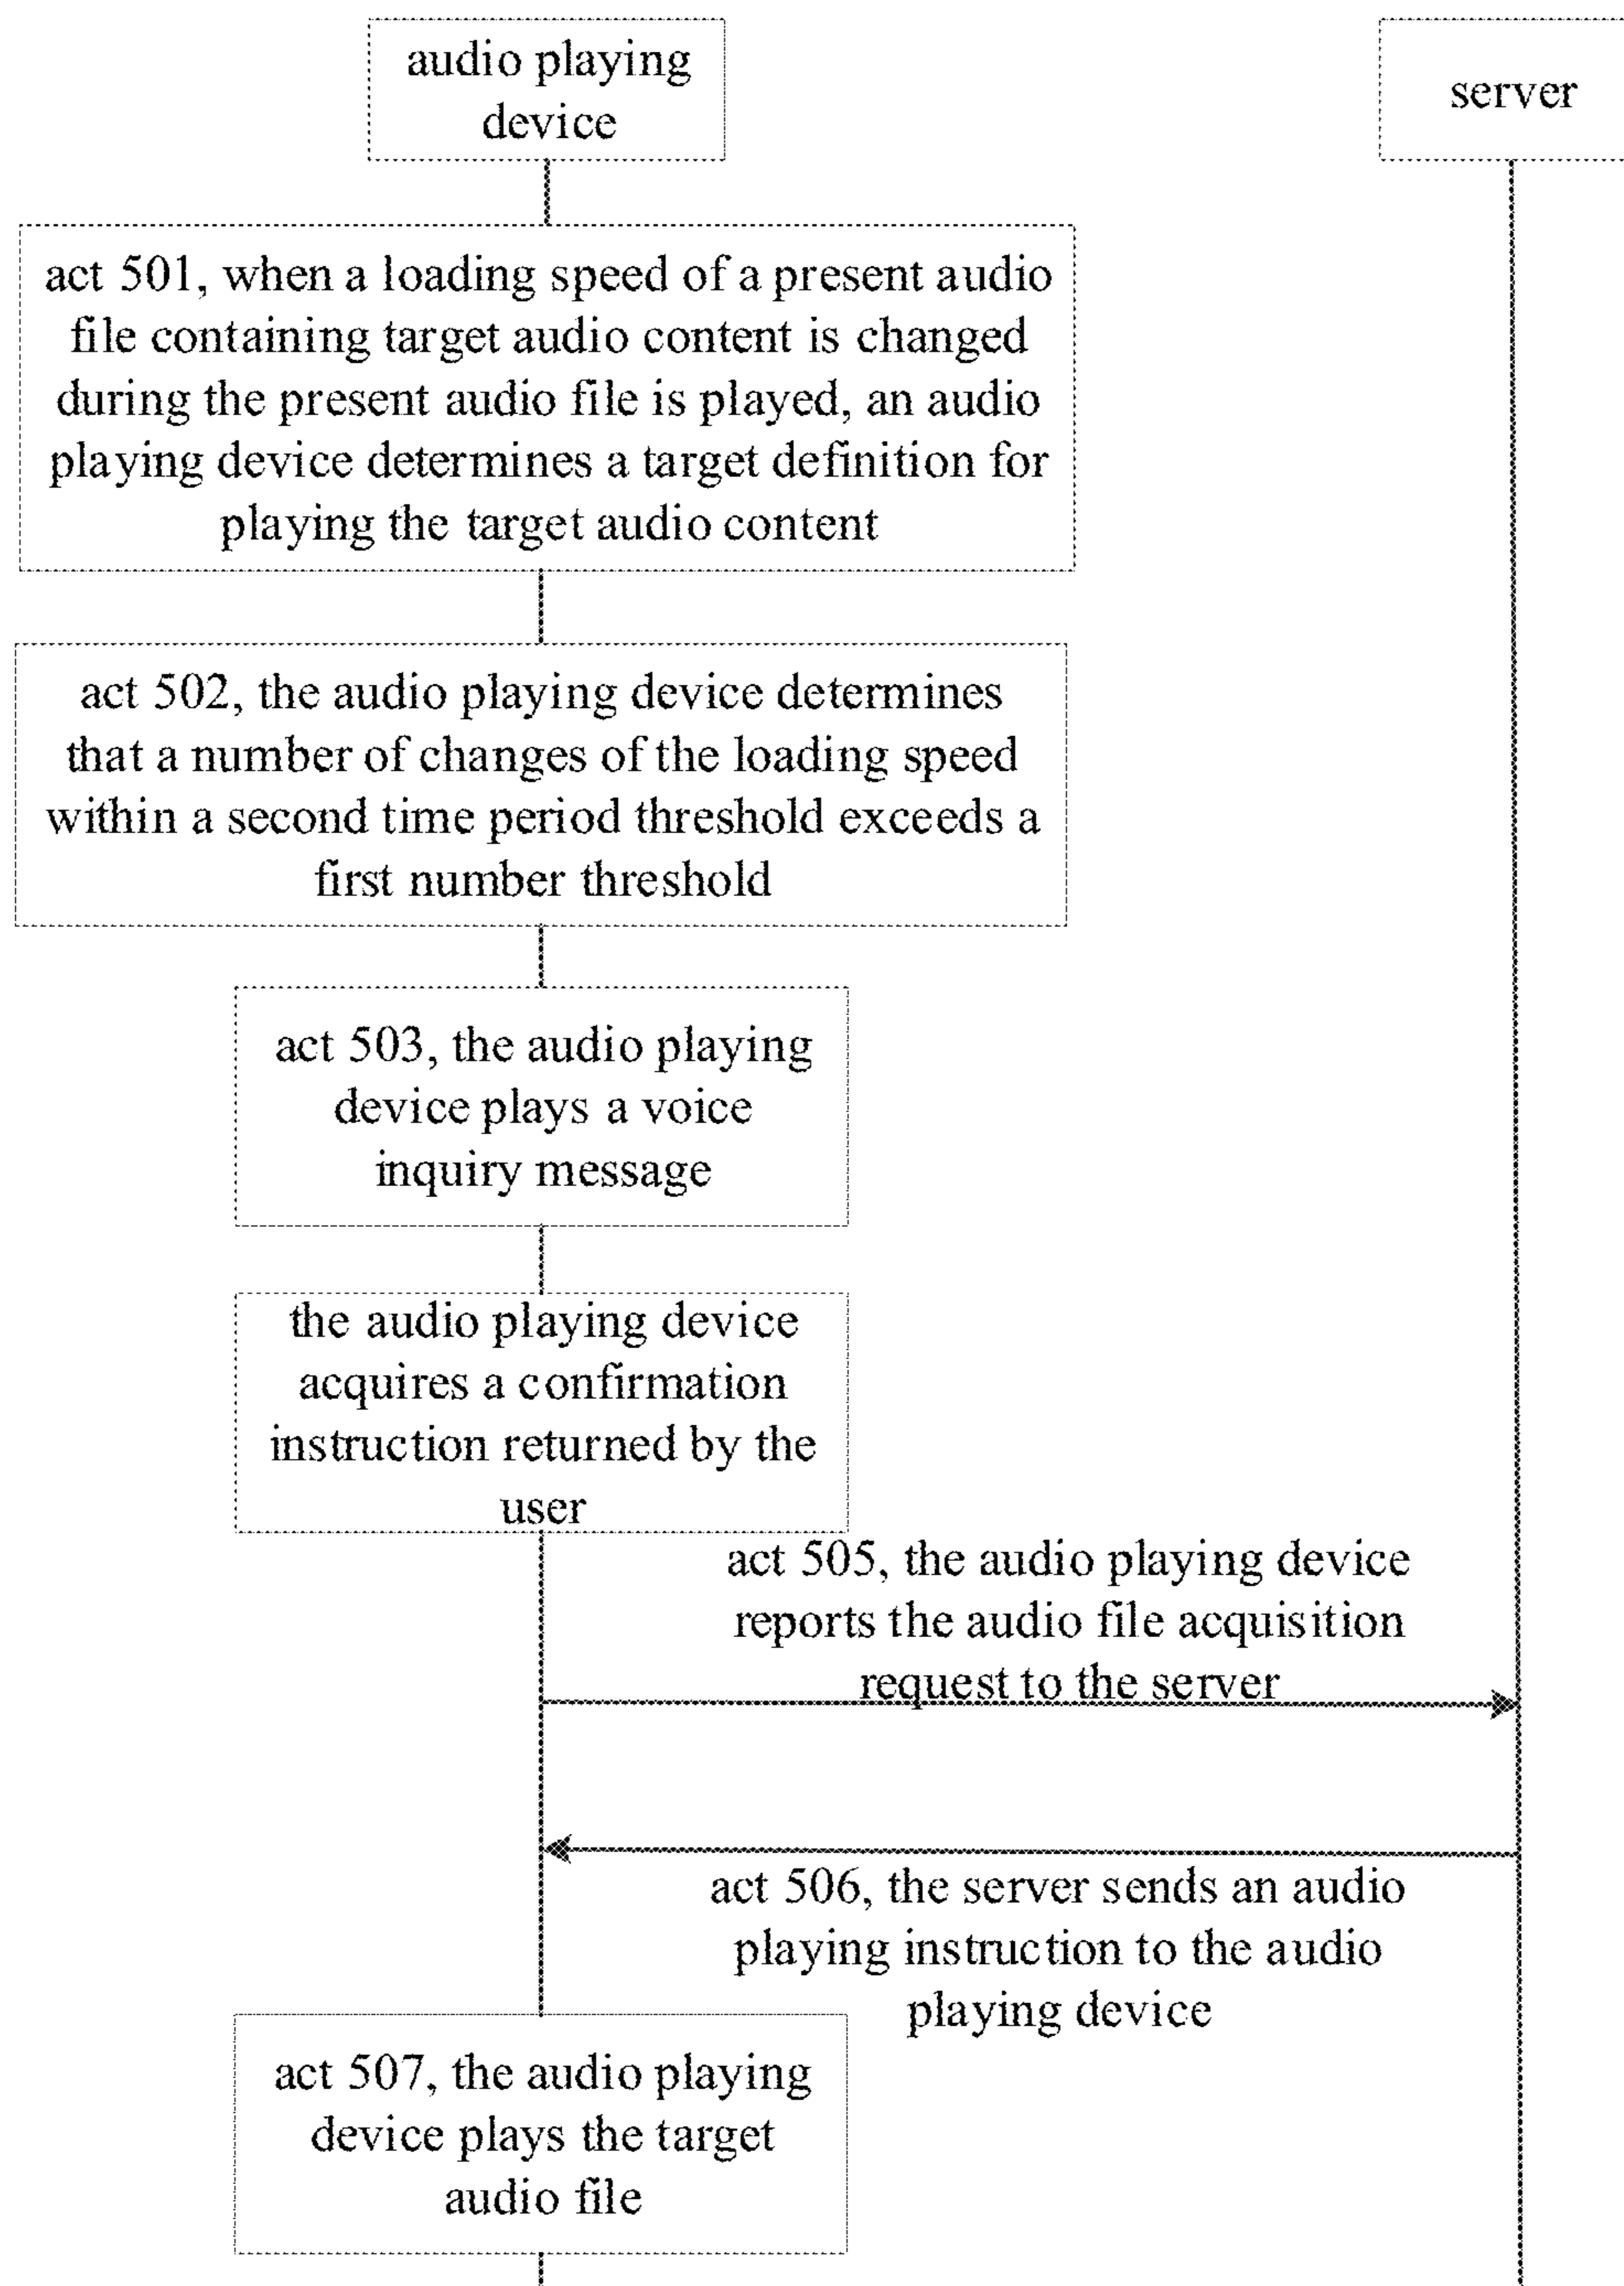 audio playing
device
server
act 501, when a loading speed of a present audio
file containing target audio content is changed
during the present audio file is played, an audio
playing device determines a target definition for
playing the target audio content
act 502, the audio playing device determines
that a number of changes of the loading speed
within a second time period threshold exceeds a
first number threshold
act 503, the audio playing
device plays a voice
inquiry message
the audio playing device
acquires a confirmation
instruction returned by the
user
act 505, the audio playing device
reports the audio file acquisition
request to the server
act 506, the server sends an audio
playing instruction to the audio
playing device
act 507, the audio playing
device plays the target
audio file